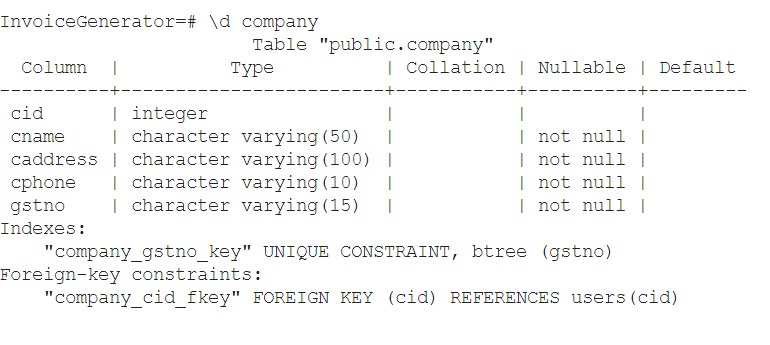 InvoiceGenerator=# \d company
                       Table "public.company"
  Column  |          Type          | Collation | Nullable | Default
----------+------------------------+-----------+----------+---------
 cid      | integer                |           |          |
 cname    | character varying(50)  |           | not null |
 caddress | character varying(100) |           | not null |
 cphone   | character varying(10)  |           | not null |
 gstno    | character varying(15)  |           | not null |
Indexes:
    "company_gstno_key" UNIQUE CONSTRAINT, btree (gstno)
Foreign-key constraints:
    "company_cid_fkey" FOREIGN KEY (cid) REFERENCES users(cid)